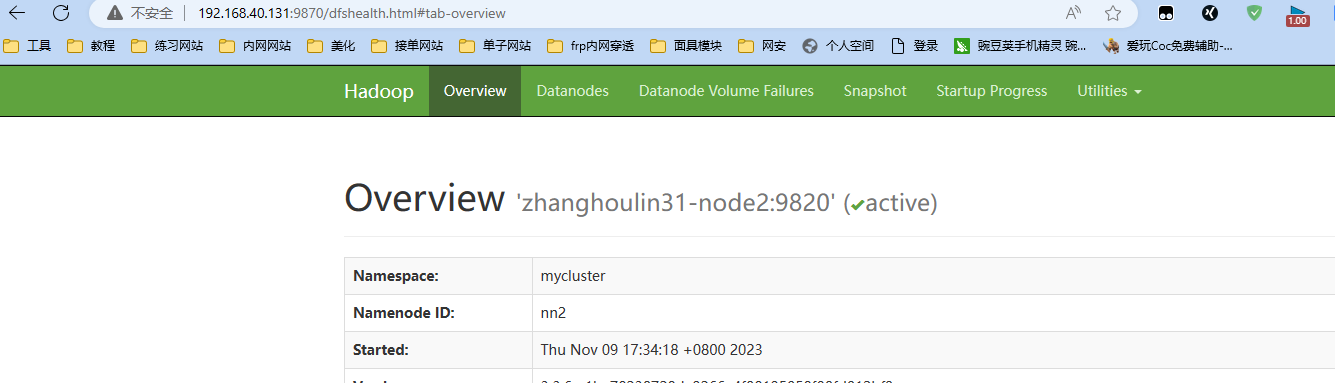 不安全 192.168.40.131:9870/dfshealth.html#tab-overview
1.00
工具 教程 练习网站 内网网站 美化 接单网站 单子网站 frp内网穿透 面具模块 网安 个人空间 登录 豌豆荚手机精灵 豌... 爱玩Coc免费辅助-...
Hadoop Overview Datanodes Datanode Volume Failures Snapshot Startup Progress Utilities
Overview 'zhanghoulin31-node2:9820' (✔active)
Namespace: mycluster
Namenode ID: nn2
Started: Thu Nov 09 17:34:18 +0800 2023